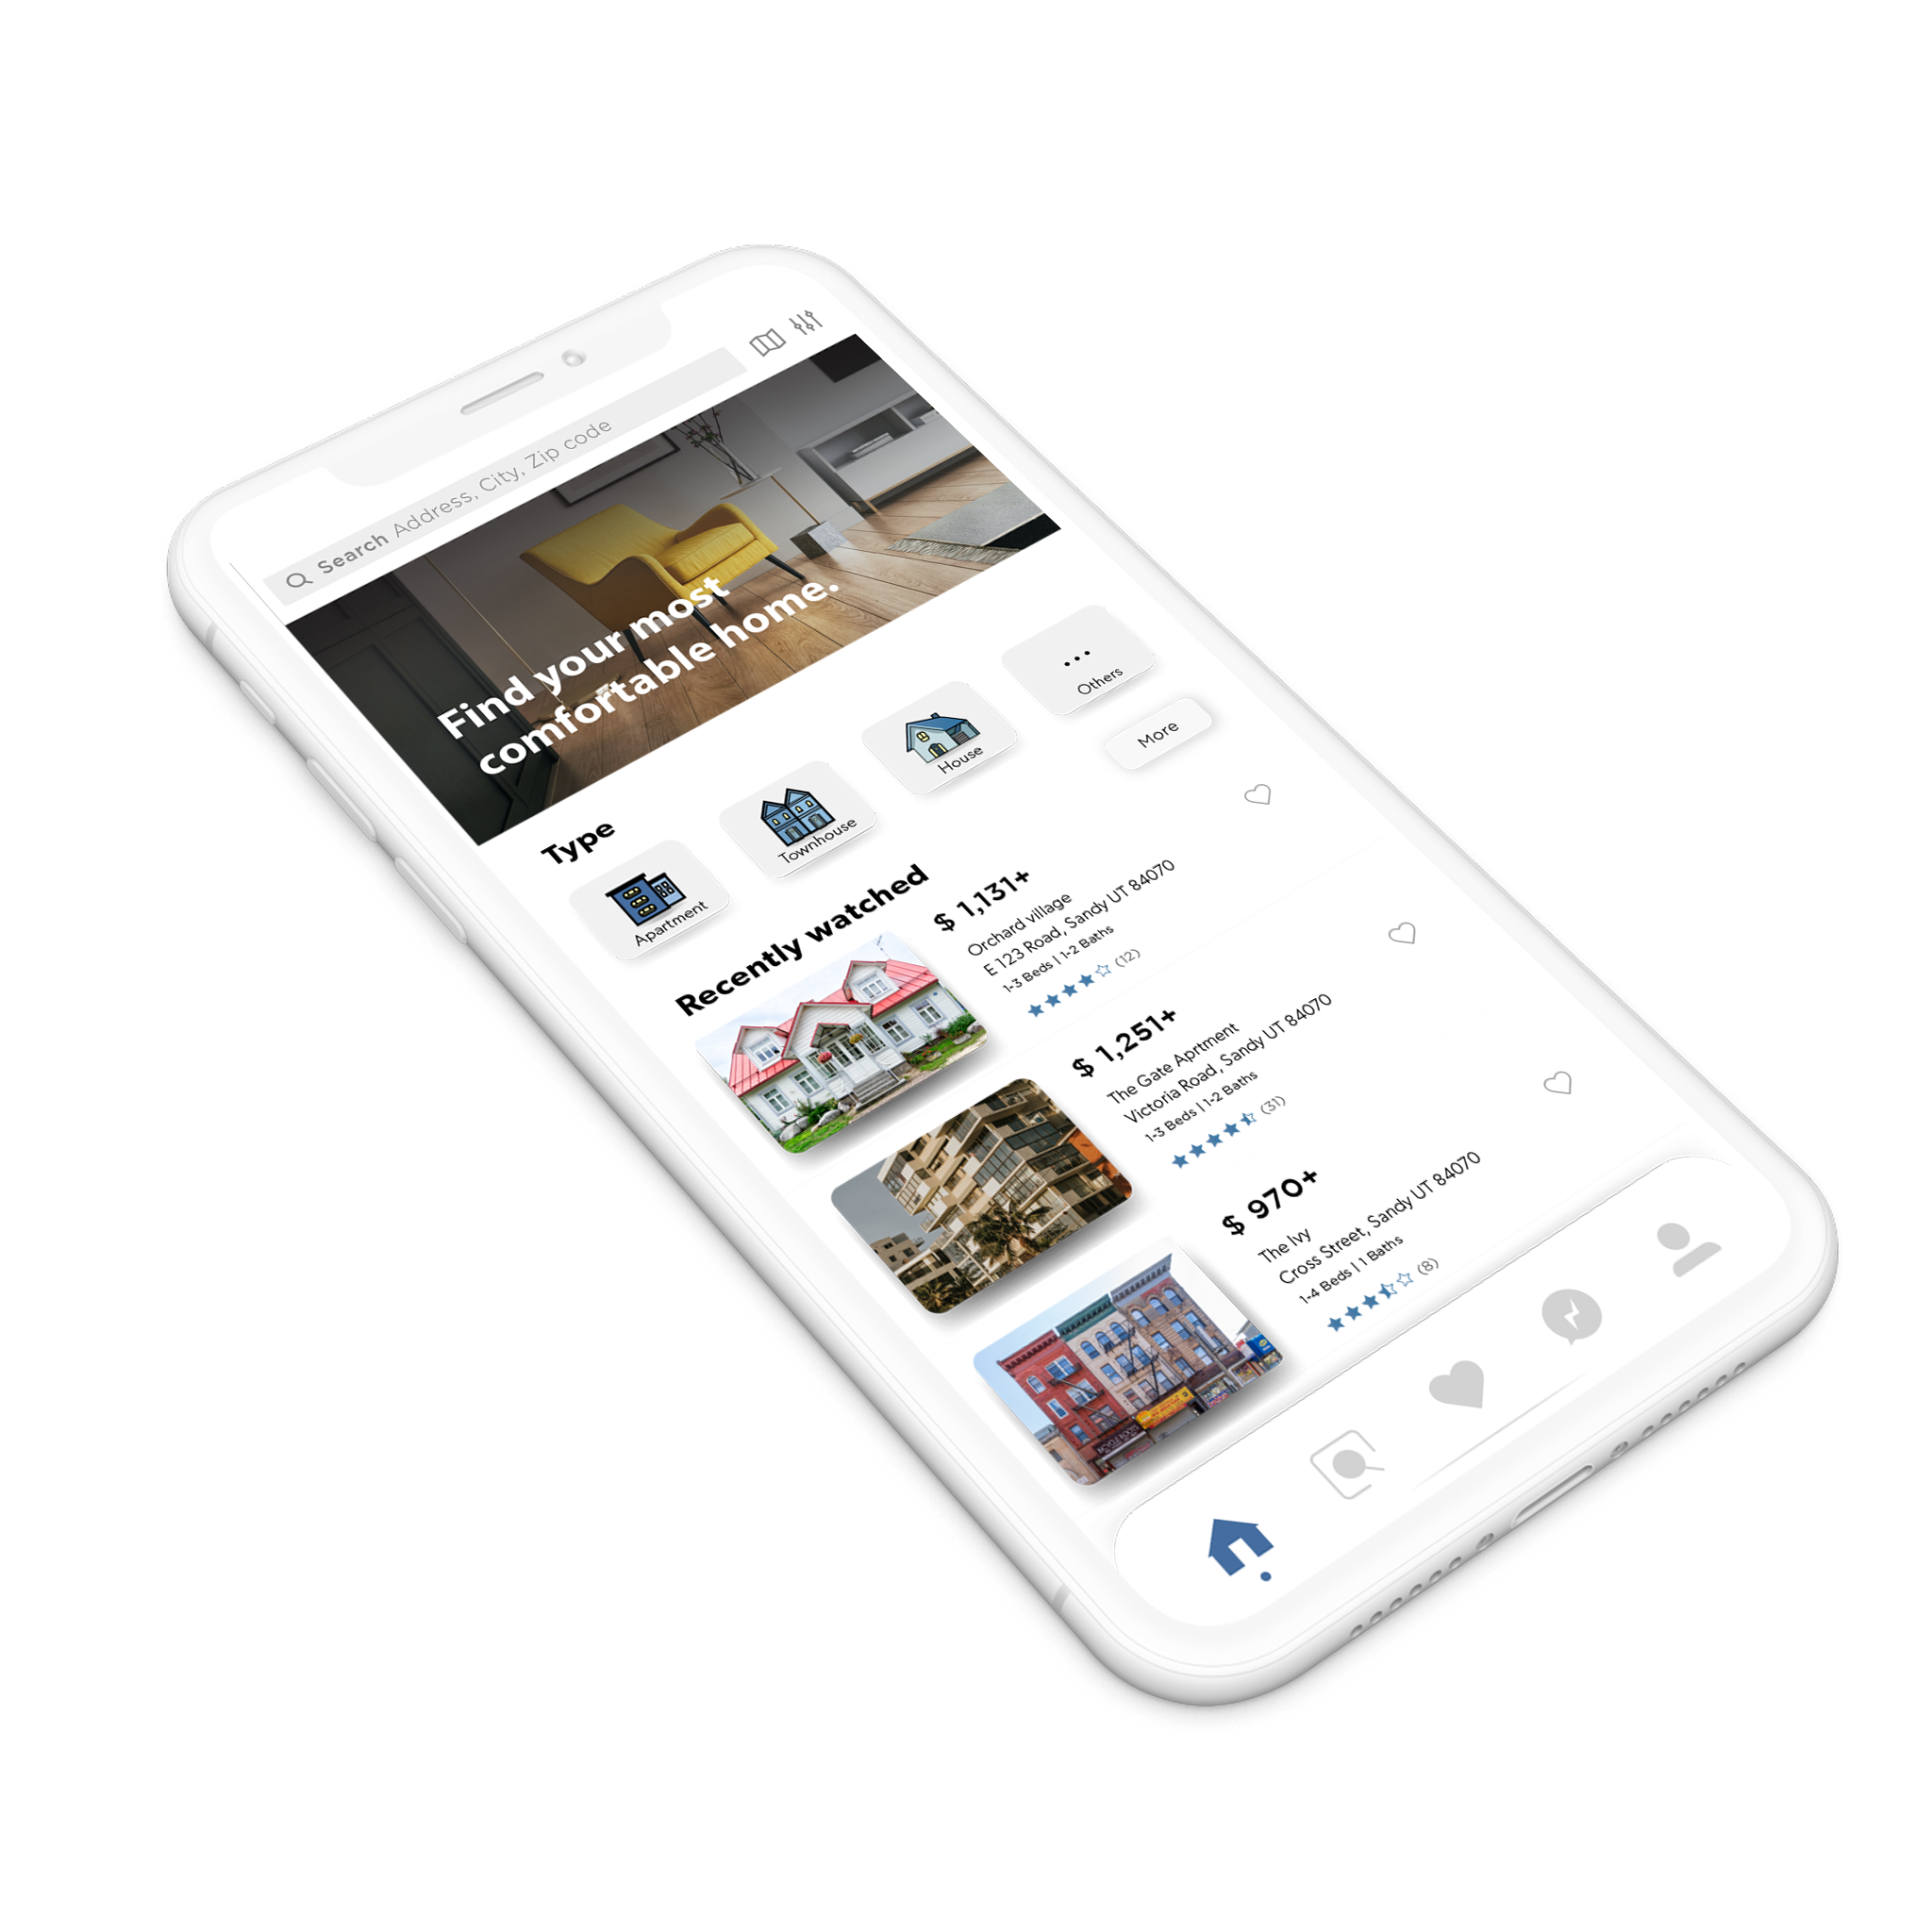 Search Address, City, Zip code
Find your most
comfortable home.
Type
Apartment
Townhouse
House
...
Others
Recently watched
More
$ 1,131+
Orchard village
E 123 Road, Sandy UT 84070
1-3 Beds | 1-2 Baths
(12)
$ 1,251+
The Gate Aprtment
Victoria Road, Sandy UT 84070
1-3 Beds | 1-2 Baths
(31)
$ 970+
The Ivy
Cross Street, Sandy UT 84070
1-4 Beds | 1 Baths
(8)